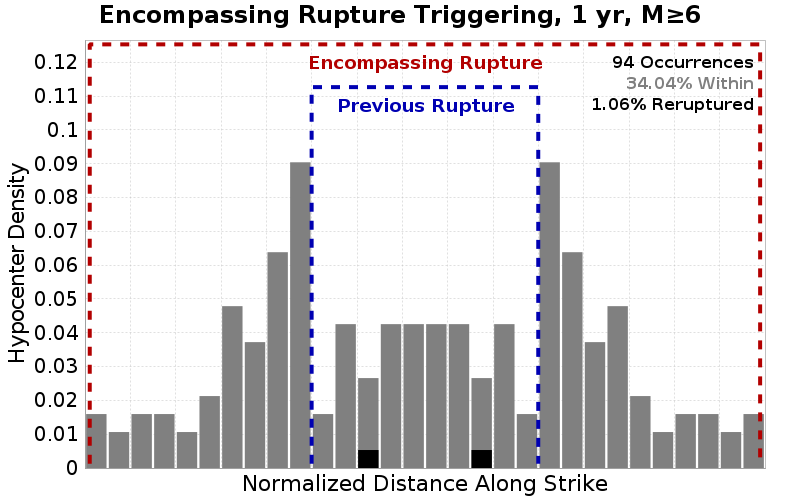 Encompassing Rupture Triggering, 1 yr, M≥6
Encompassing Rupture
94 Occurrences
34.04% Within
1.06% Reruptured
Previous Rupture
Hypocenter Density
0.12
0.11
0.1
0.09
0.08
0.07
0.06
0.05
0.04
0.03
0.02
0.01
0
Normalized Distance Along Strike